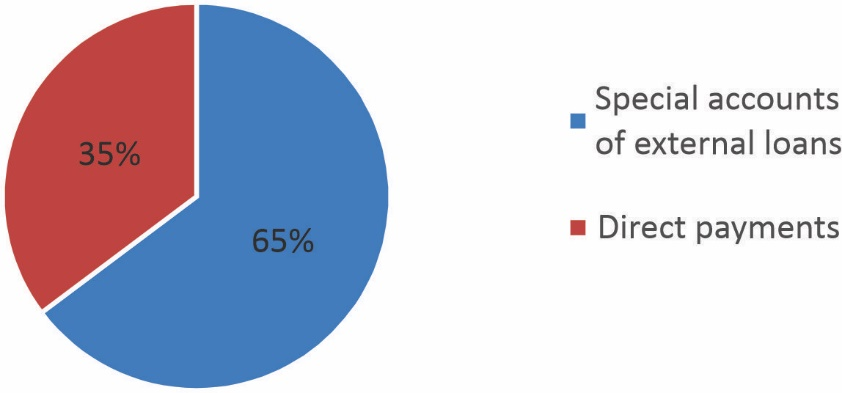 35%
65%
Special accounts
of external loans
Direct payments